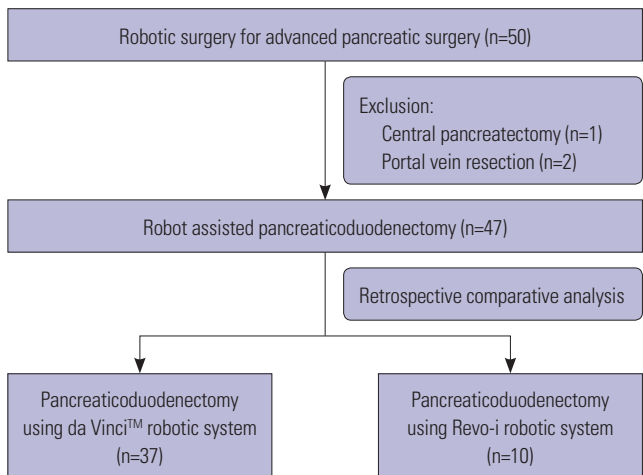 Robotic surgery for advanced pancreatic surgery (n=50)
Exclusion:
Central pancreatectomy (n=1)
Portal vein resection (n=2)
Robot assisted pancreaticoduodenectomy (n=47)
Retrospective comparative analysis
Pancreaticoduodenectomy
using da Vinci™ robotic system
(n=37)
Pancreaticoduodenectomy
using Revo-i robotic system
(n=10)